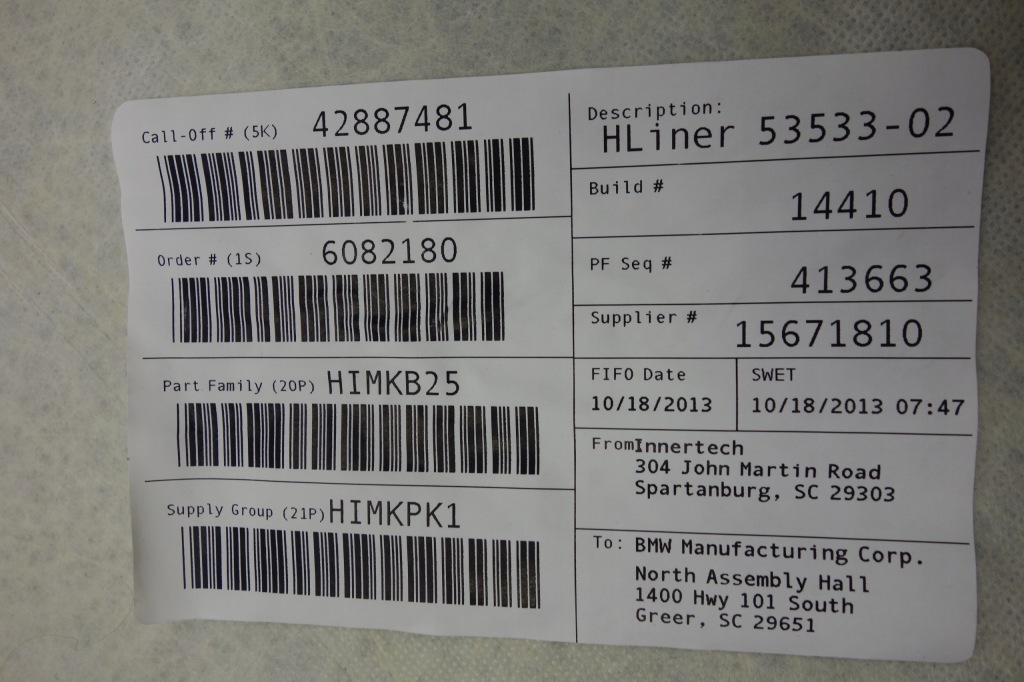 Call-Off # (5K) 42887481
Order # (1S) 6082180
Part Family (20P) HIMKB25
Supply Group (21P) HIMKPK1
Description:
HLiner 53533-02
Build #
14410
PF Seq #
413663
Supplier #
15671810
FIFO Date
10/18/2013
SWET
10/18/2013 07:47
From Innertech
304 John Martin Road
Spartanburg, SC 29303
To: BMW Manufacturing Corp.
North Assembly Hall
1400 Hwy 101 South
Greer, SC 29651